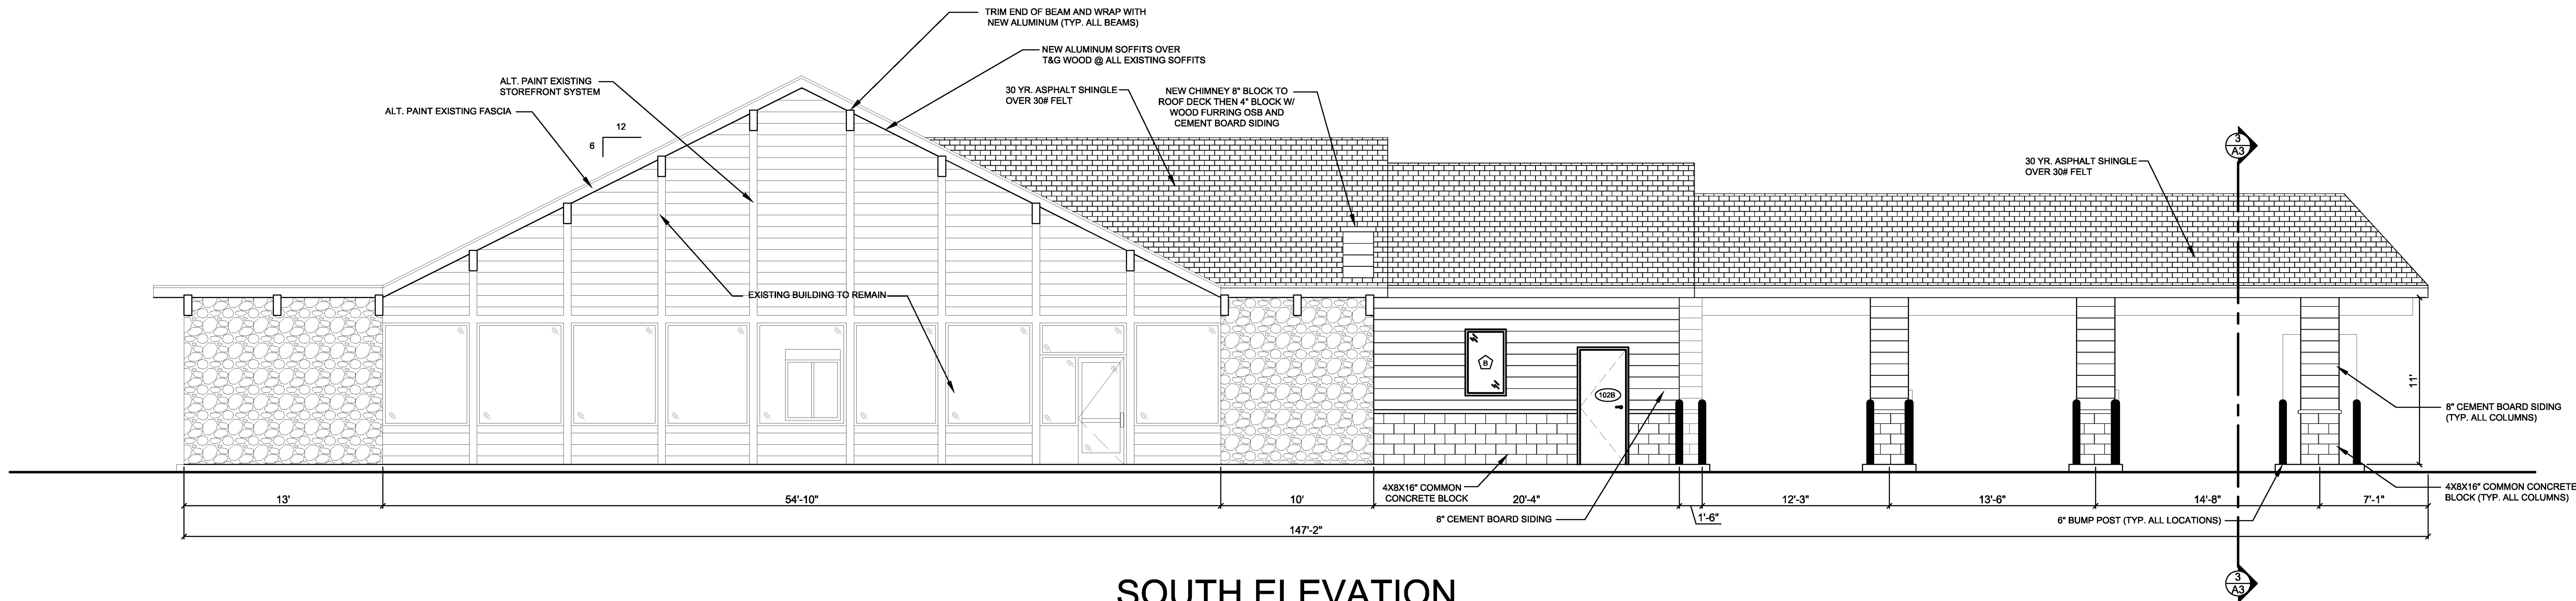 TRIM END OF BEAM AND WRAP WITH
NEW ALUMINUM (TYP. ALL BEAMS)
NEW ALUMINUM SOFFITS OVER
T&G WOOD @ ALL EXISTING SOFFITS
ALT. PAINT EXISTING
STOREFRONT SYSTEM
ALT. PAINT EXISTING FASCIA
12
6
30 YR. ASPHALT SHINGLE
OVER 30# FELT
NEW CHIMNEY 8" BLOCK TO
ROOF DECK THEN 4" BLOCK W/
WOOD FURRING OSB AND
CEMENT BOARD SIDING
3
A3
30 YR. ASPHALT SHINGLE
OVER 30# FELT
EXISTING BUILDING TO REMAIN
B
102B
11'
8" CEMENT BOARD SIDING
(TYP. ALL COLUMNS)
4X8X16" COMMON
CONCRETE BLOCK
8" CEMENT BOARD SIDING
4X8X16" COMMON CONCRETE
BLOCK (TYP. ALL COLUMNS)
6" BUMP POST (TYP. ALL LOCATIONS)
13'
54'-10"
10'
20'-4"
1'-6"
12'-3"
13'-6"
14'-8"
7'-1"
147'-2"
3
A3
SOUTH ELEVATION